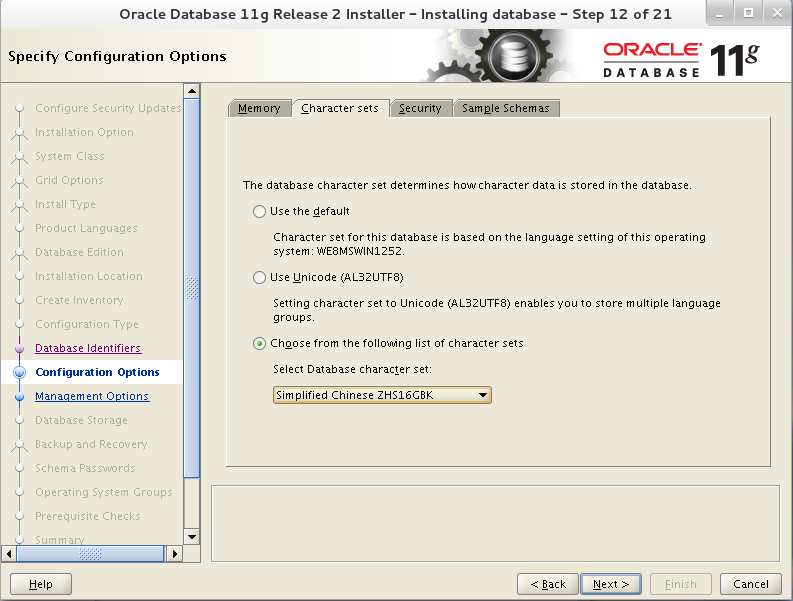 Oracle Database 11g Release 2 Installer - Installing database - Step 12 of 21
Specify Configuration Options
ORACLE
DATABASE
11g
Configure Security Updates
Installation Option
System Class
Grid Options
Install Type
Product Languages
Database Edition
Installation Location
Create Inventory
Configuration Type
Database Identifiers
Configuration Options
Management Options
Database Storage
Backup and Recovery
Schema Passwords
Operating System Groups
Prerequisite Checks
Summary
Memory
Character sets
Security
Sample Schemas
The database character set determines how character data is stored in the database.
Use the default
Character set for this database is based on the language setting of this operating
system: WE8MSWIN1252.
Use Unicode (AL32UTF8)
Setting character set to Unicode (AL32UTF8) enables you to store multiple language
groups.
Choose from the following list of character sets
Select Database character set:
Simplified Chinese ZHS16GBK
Help
< Back
Next >
Finish
Cancel